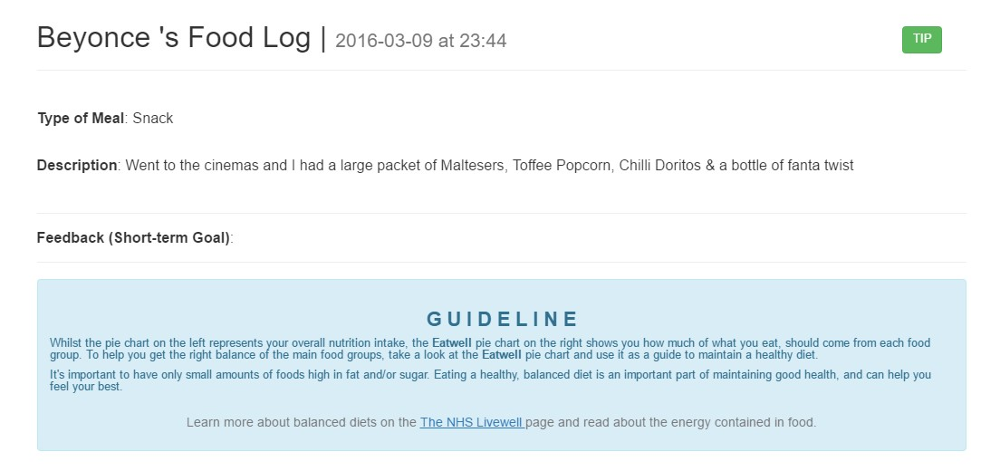 Beyonce 's Food Log | 2016-03-09 at 23:44
TIP
Type of Meal: Snack
Description: Went to the cinemas and I had a large packet of Maltesers, Toffee Popcorn, Chilli Doritos & a bottle of fanta twist
Feedback (Short-term Goal):
GUIDELINE
Whilst the pie chart on the left represents your overall nutrition intake, the Eatwell pie chart on the right shows you how much of what you eat, should come from each food
group. To help you get the right balance of the main food groups, take a look at the Eatwell pie chart and use it as a guide to maintain a healthy diet.
It's important to have only small amounts of foods high in fat and/or sugar. Eating a healthy, balanced diet is an important part of maintaining good health, and can help you
feel your best.
Learn more about balanced diets on the The NHS Livewell page and read about the energy contained in food.